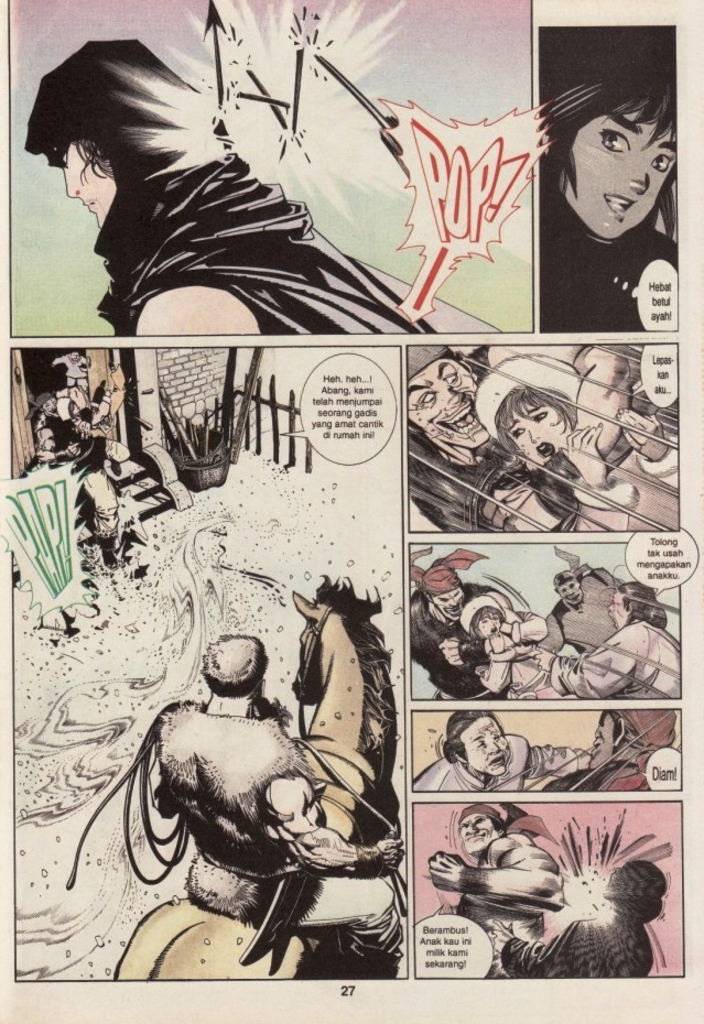 POP!
Hebat
betul
ayah!
Heh. heh...!
Abang, kami
telah menjumpai
seorang gadis
yang amat cantik
di rumah ini!
PAP!
Lepas-
kan
aku...
Tolong
tak usah
mengapakan
anakku.
Diam!
Berambus!
Anak kau ini
milik kami
sekarang!
27